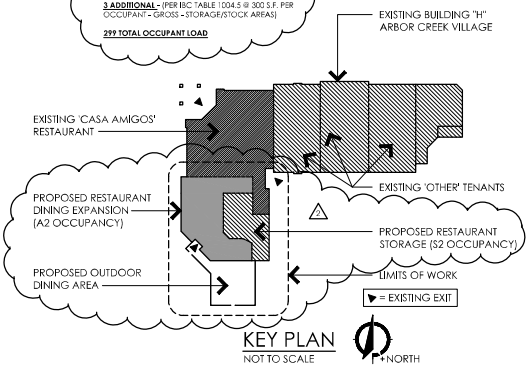 3 ADDITIONAL - (PER IBC TABLE 1004.5 @ 300 S.F. PER
OCCUPANT - GROSS - STORAGE/STOCK AREAS)
299 TOTAL OCCUPANT LOAD
EXISTING BUILDING "H"
ARBOR CREEK VILLAGE
EXISTING 'CASA AMIGOS'
RESTAURANT
EXISTING 'OTHER' TENANTS
PROPOSED RESTAURANT
DINING EXPANSION
(A2 OCCUPANCY)
2
PROPOSED RESTAURANT
STORAGE (S2 OCCUPANCY)
PROPOSED OUTDOOR
DINING AREA
LIMITS OF WORK
= EXISTING EXIT
KEY PLAN
NOT TO SCALE
P+NORTH